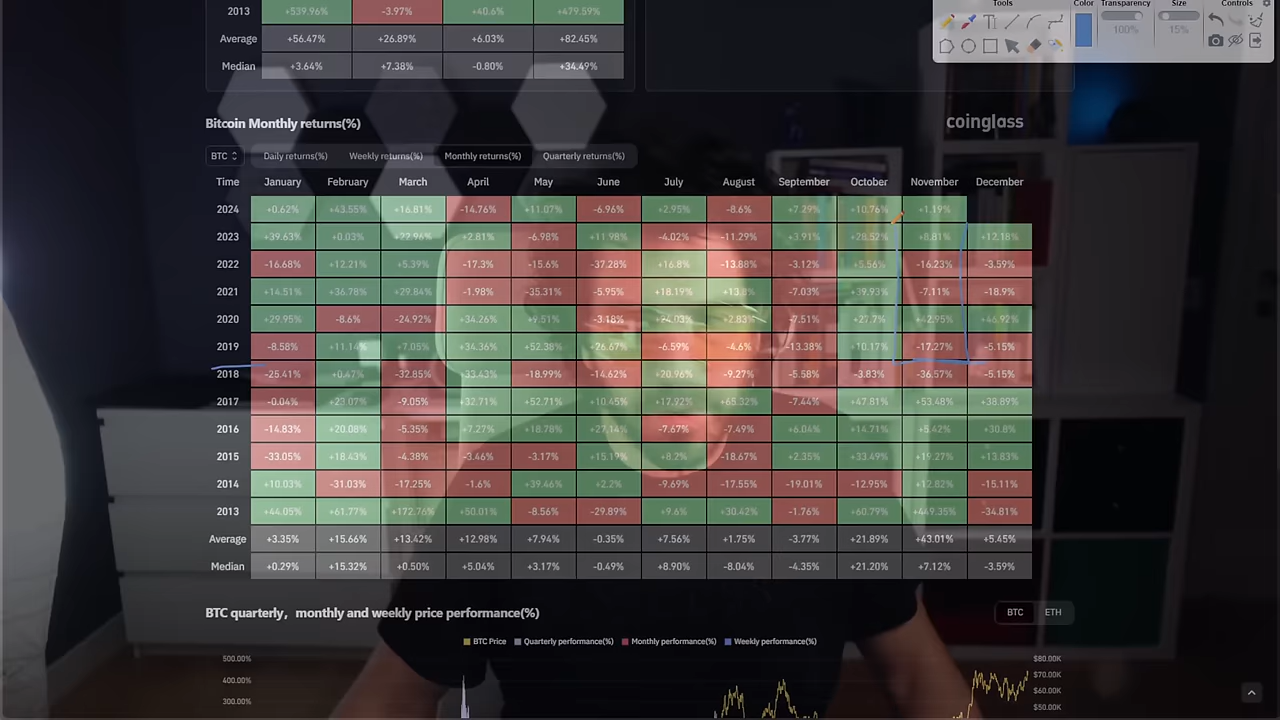 Tools Color Transparency Size Controls
100% 15%
2013 +539.96% -3.97% +40.6% +479.59%
Average +56.47% +26.89% +6.03% +82.45%
Median +3.64% +7.38% -0.80% +34.49%
Bitcoin Monthly returns(%)
coinglass
BTC Daily returns(%) Weekly returns(%) Monthly returns(%) Quarterly returns(%)
Time January February March April May June July August September October November December
2024 +0.62% +43.55% +16.81% -14.76% +11.07% -6.96% +2.95% -8.6% +7.29% +10.76% +1.19%
2023 +39.63% +0.03% +22.96% +2.81% -6.98% +11.98% -4.02% -11.29% +3.91% +28.52% +8.81% +12.18%
2022 -16.68% +12.21% +5.39% -17.3% -15.6% -37.28% +16.8% -13.88% -3.12% +5.56% -16.23% -3.59%
2021 +14.51% +36.78% +29.84% -1.98% -35.31% -5.95% +18.19% +13.8% -7.03% +39.93% -7.11% -18.9%
2020 +29.95% -8.6% -24.92% +34.26% +9.51% -3.18% +24.03% +2.83% -7.51% +27.7% +42.95% +46.92%
2019 -8.58% +11.14% +7.05% +34.36% +52.38% +26.67% -6.59% -4.6% -13.38% +10.17% -17.27% -5.15%
2018 -25.41% +0.47% -32.85% +33.43% -18.99% -14.62% +20.96% -9.27% -5.58% -3.83% -36.57% -5.15%
2017 -0.04% +23.07% -9.05% +32.71% +52.71% +10.45% +17.92% +65.32% -7.44% +47.81% +53.48% +38.89%
2016 -14.83% +20.08% -5.35% +7.27% +18.78% +27.14% -7.67% -7.49% +6.04% +14.71% +5.42% +30.8%
2015 -33.05% +18.43% -4.38% -3.46% -3.17% +15.19% +8.2% -18.67% +2.35% +33.49% +19.27% +13.83%
2014 +10.03% -31.03% -17.25% -1.6% +39.46% +2.2% -9.69% -17.55% -19.01% -12.95% +12.82% -15.11%
2013 +44.05% +61.77% +172.76% +50.01% -8.56% -29.89% +9.6% +30.42% -1.76% +60.79% +449.35% -34.81%
Average +3.35% +15.66% +13.42% +12.98% +7.94% -0.35% +7.56% +1.75% -3.77% +21.89% +43.01% +5.45%
Median +0.29% +15.32% +0.50% +5.04% +3.17% -0.49% +8.90% -8.04% -4.35% +21.20% +7.12% -3.59%
BTC quarterly, monthly and weekly price performance(%)
BTC ETH
BTC Price Quarterly performance(%) Monthly performance(%) Weekly performance(%)
500.00% $80.00K
400.00% $70.00K
$60.00K
300.00% $50.00K